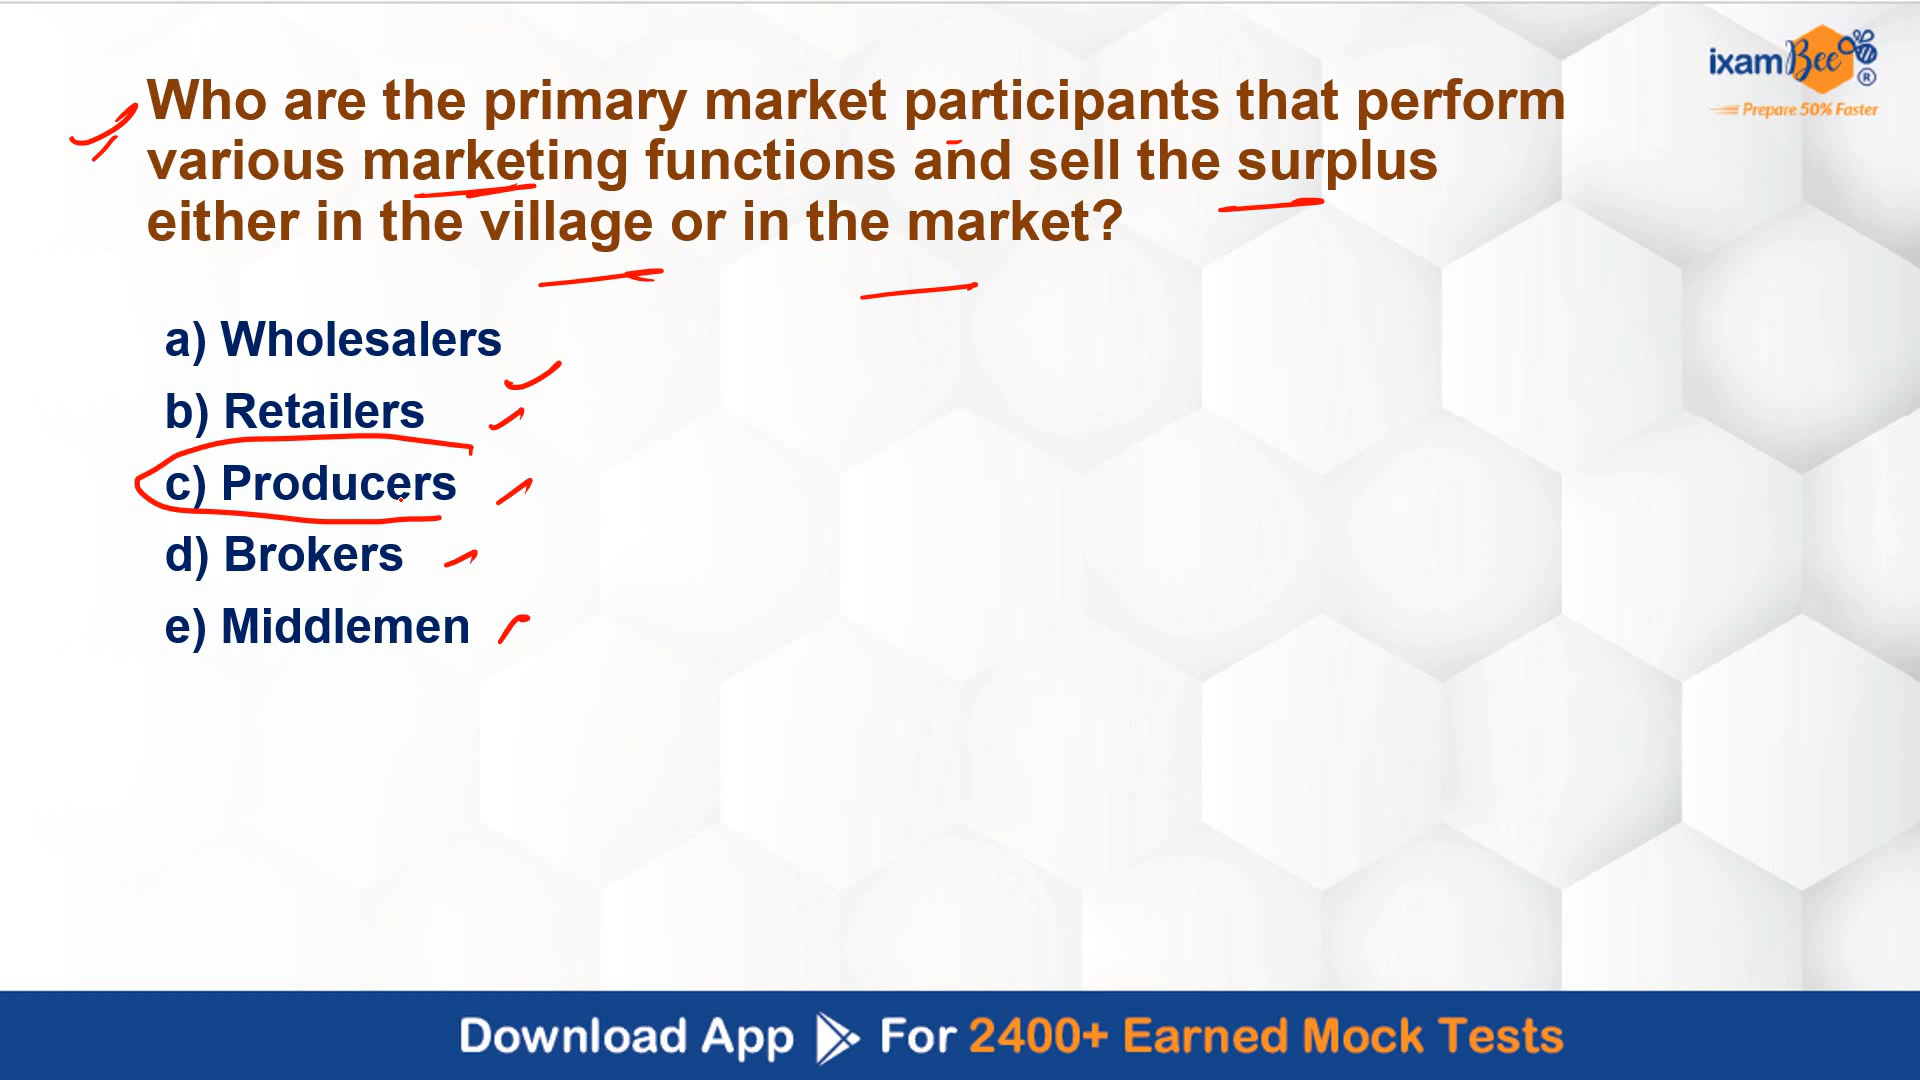 ixamBee
®
Prepare 50% Faster
Who are the primary market participants that perform
various marketing functions and sell the surplus
either in the village or in the market?
a) Wholesalers
b) Retailers
c) Producers
d) Brokers
e) Middlemen
Download App For 2400+ Earned Mock Tests